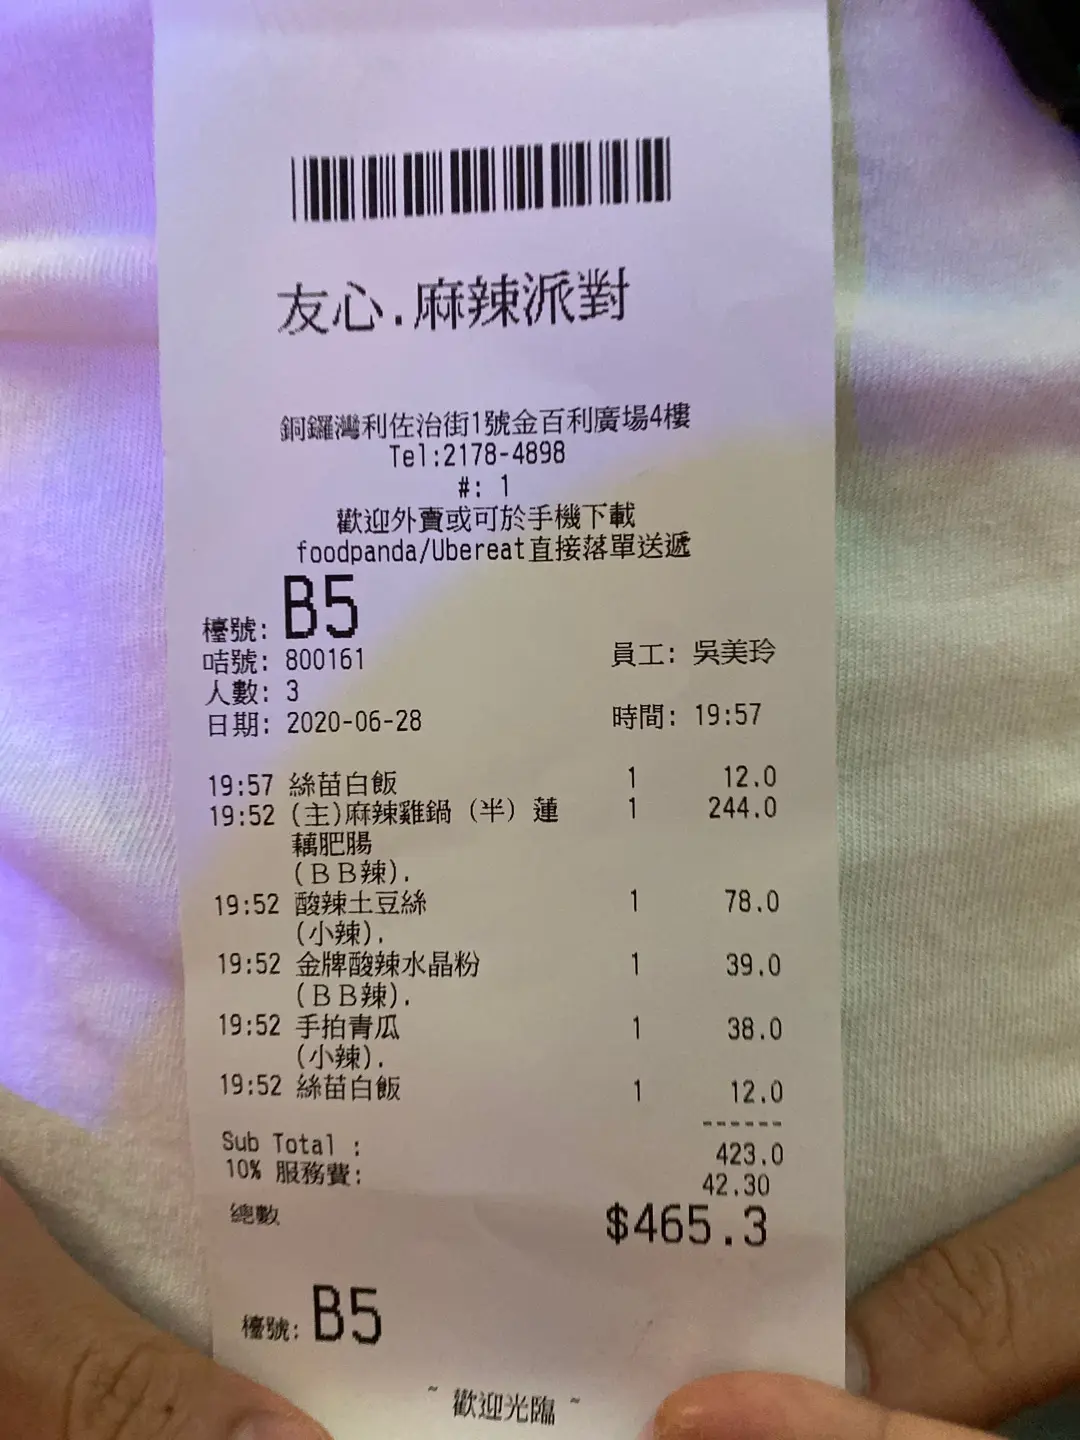 友心.麻辣派對
銅鑼灣利佐治街1號金百利廣場4樓
Tel:2178-4898
#: 1
歡迎外賣或可於手機下載
foodpanda/Ubereat直接落單送遞
檯號: B5
咭號: 800161 員工: 吳美玲
人數: 3
日期: 2020-06-28 時間: 19:57
19:57 絲苗白飯 1 12.0
19:52 (主)麻辣雞鍋（半）蓮 1 244.0
藕肥腸
(ＢＢ辣).
19:52 酸辣土豆絲 1 78.0
(小辣).
19:52 金牌酸辣水晶粉 1 39.0
(ＢＢ辣).
19:52 手拍青瓜 1 38.0
(小辣).
19:52 絲苗白飯 1 12.0
------
Sub Total : 423.0
10% 服務費: 42.30
總數 $465.3
檯號: B5
~ 歡迎光臨 ~